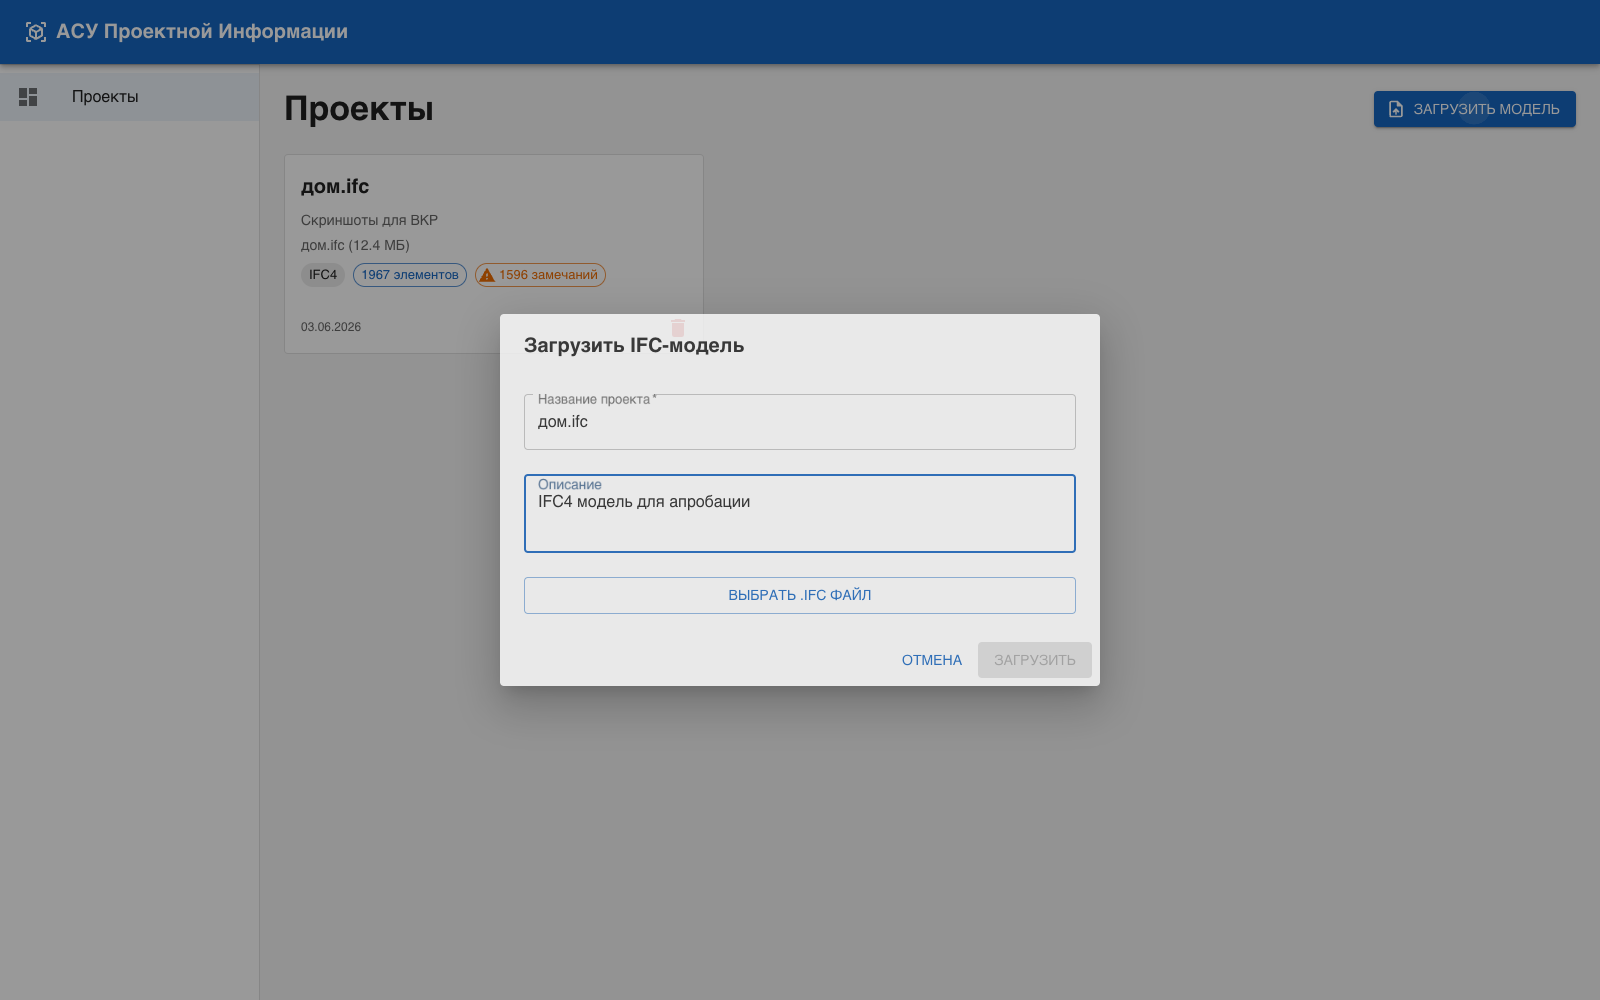 АСУ Проектной Информации
Проекты
Проекты
ЗАГРУЗИТЬ МОДЕЛЬ
дом.ifc
Скриншоты для ВКР
дом.ifc (12.4 МБ)
IFC4 1967 элементов 1596 замечаний
03.06.2026
Загрузить IFC-модель
Название проекта *
дом.ifc
Описание
IFC4 модель для апробации
ВЫБРАТЬ .IFC ФАЙЛ
ОТМЕНА ЗАГРУЗИТЬ